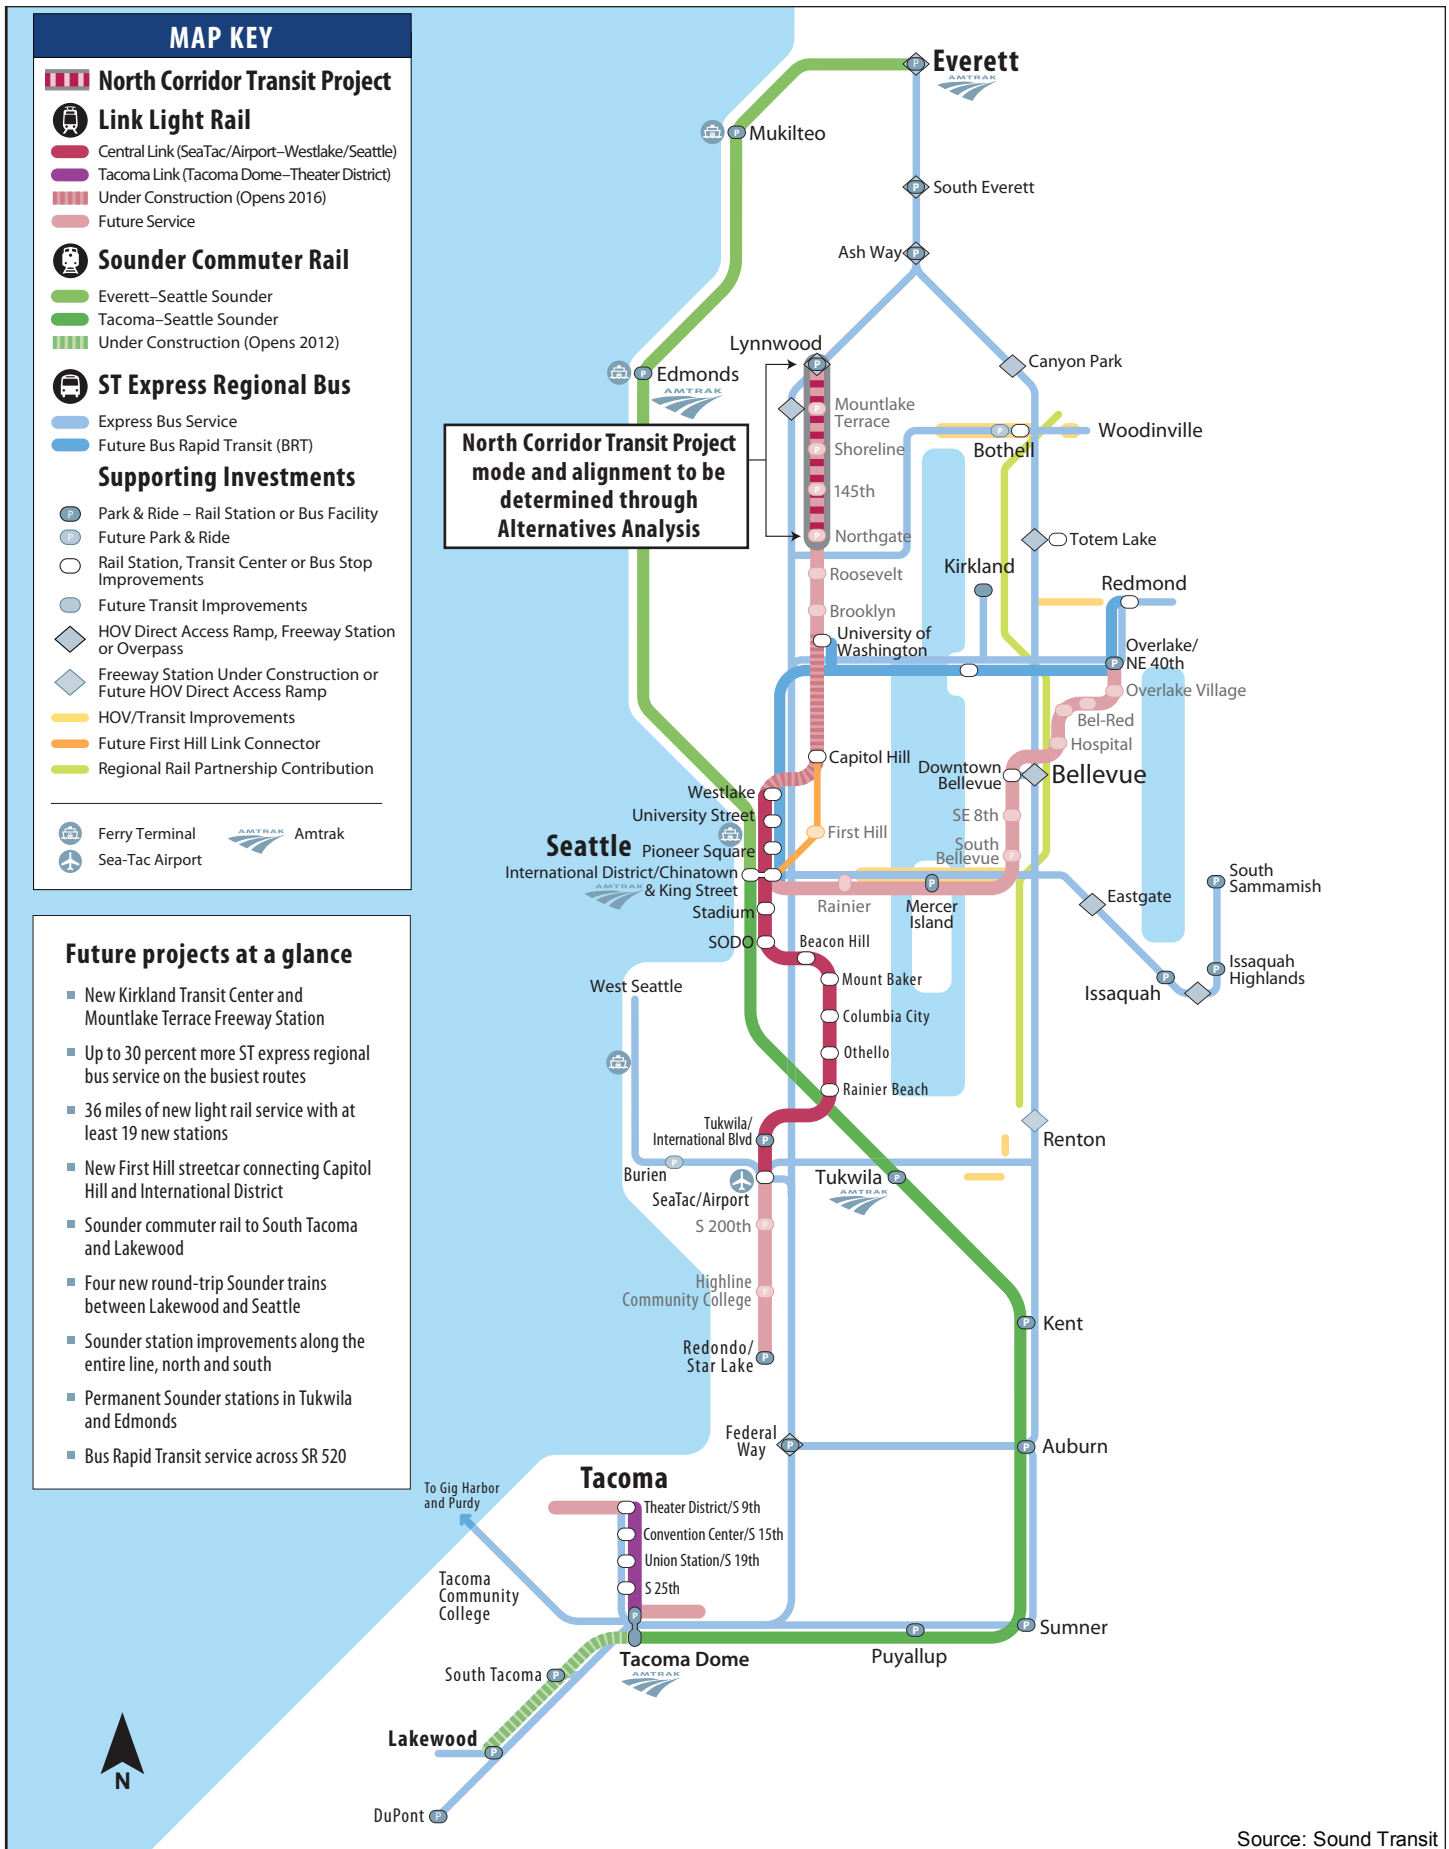 MAP KEY
North Corridor Transit Project
Link Light Rail
Central Link (SeaTac/Airport–Westlake/Seattle)
Tacoma Link (Tacoma Dome–Theater District)
Under Construction (Opens 2016)
Future Service
Sounder Commuter Rail
Everett–Seattle Sounder
Tacoma–Seattle Sounder
Under Construction (Opens 2012)
ST Express Regional Bus
Express Bus Service
Future Bus Rapid Transit (BRT)
Supporting Investments
P
Park & Ride – Rail Station or Bus Facility
P
Future Park & Ride
Rail Station, Transit Center or Bus Stop
Improvements
Future Transit Improvements
HOV Direct Access Ramp, Freeway Station
or Overpass
Freeway Station Under Construction or
Future HOV Direct Access Ramp
HOV/Transit Improvements
Future First Hill Link Connector
Regional Rail Partnership Contribution
Ferry Terminal
AMTRAK
Amtrak
Sea-Tac Airport
Future projects at a glance
New Kirkland Transit Center and
Mountlake Terrace Freeway Station
Up to 30 percent more ST express regional
bus service on the busiest routes
36 miles of new light rail service with at
least 19 new stations
New First Hill streetcar connecting Capitol
Hill and International District
Sounder commuter rail to South Tacoma
and Lakewood
Four new round-trip Sounder trains
between Lakewood and Seattle
Sounder station improvements along the
entire line, north and south
Permanent Sounder stations in Tukwila
and Edmonds
Bus Rapid Transit service across SR 520
N
Everett
AMTRAK
Mukilteo
South Everett
Ash Way
Lynnwood
Canyon Park
Edmonds
AMTRAK
Mountlake
Terrace
North Corridor Transit Project
mode and alignment to be
determined through
Alternatives Analysis
Shoreline
145th
Northgate
Bothell
Woodinville
Totem Lake
Roosevelt
Kirkland
Redmond
Brooklyn
University of
Washington
Overlake/
NE 40th
Overlake Village
Bel-Red
Hospital
Capitol Hill
Downtown
Bellevue
Bellevue
Westlake
University Street
SE 8th
First Hill
Seattle
Pioneer Square
South
Bellevue
International District/Chinatown
& King Street
AMTRAK
Stadium
Rainier
Mercer
Island
Eastgate
South
Sammamish
SODO
Beacon Hill
Issaquah
Highlands
Issaquah
West Seattle
Mount Baker
Columbia City
Othello
Rainier Beach
Tukwila/
International Blvd
Renton
Burien
SeaTac/Airport
Tukwila
AMTRAK
S 200th
Highline
Community College
Kent
Redondo/
Star Lake
Federal
Way
Auburn
Tacoma
To Gig Harbor
and Purdy
Theater District/S 9th
Convention Center/S 15th
Union Station/S 19th
S 25th
Tacoma
Community
College
Sumner
Puyallup
Tacoma Dome
AMTRAK
South Tacoma
Lakewood
DuPont
Source: Sound Transit